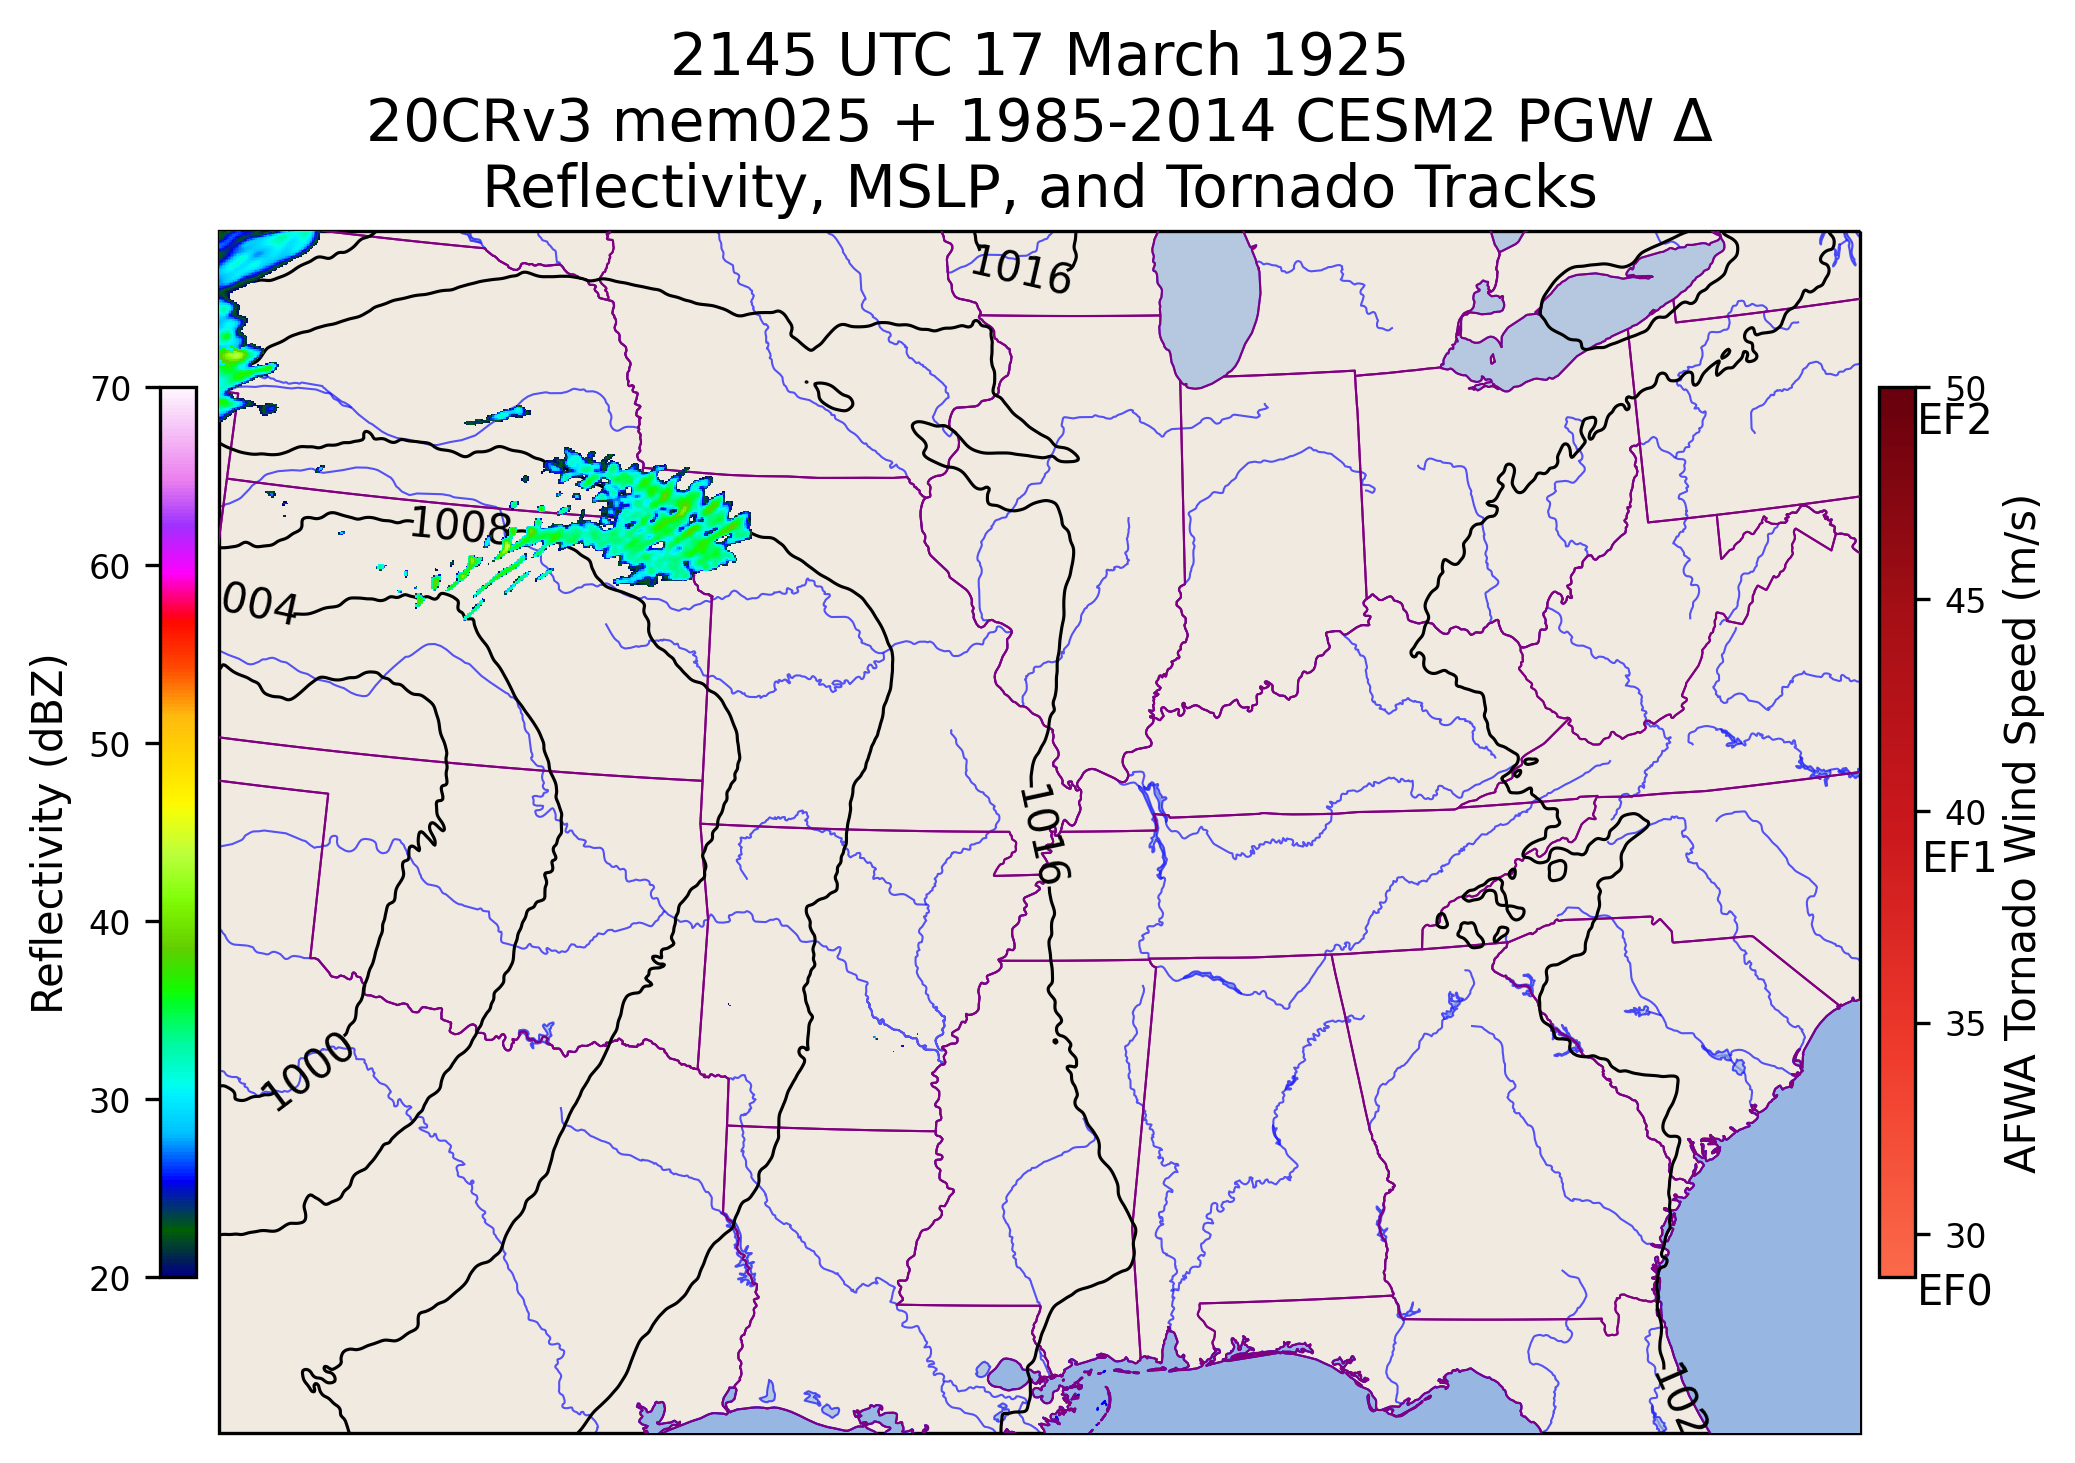 2145 UTC 17 March 1925
20CRv3 mem025 + 1985-2014 CESM2 PGW Δ
Reflectivity, MSLP, and Tornado Tracks
1016
1008
004
1016
1000
102
70
60
50
40
30
20
Reflectivity (dBZ)
50
EF2
45
40
EF1
35
30
EF0
AFWA Tornado Wind Speed (m/s)